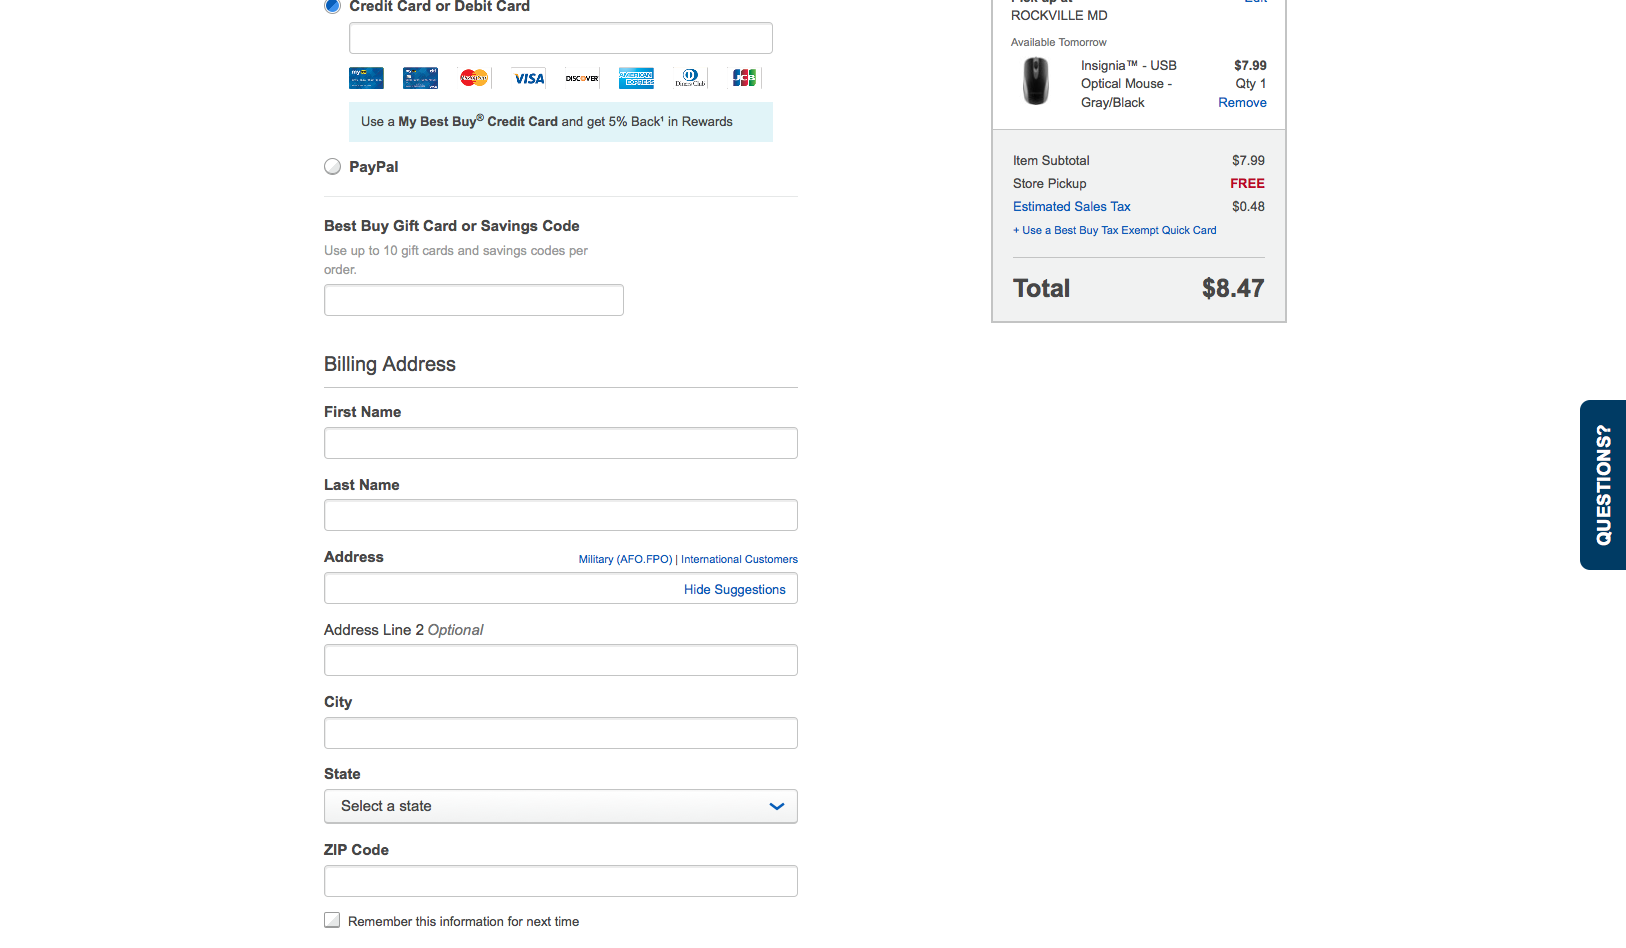 Credit Card or Debit Card
VISA
DISCOVER
AMERICAN
EXPRESS
Diners Club
JCB
Use a My Best Buy® Credit Card and get 5% Back¹ in Rewards
PayPal
Best Buy Gift Card or Savings Code
Use up to 10 gift cards and savings codes per
order.
Billing Address
First Name
Last Name
Address
Military (AFO.FPO) | International Customers
Hide Suggestions
Address Line 2 Optional
City
State
Select a state
ZIP Code
Remember this information for next time
ROCKVILLE MD
Available Tomorrow
Insignia™ - USB $7.99
Optical Mouse - Qty 1
Gray/Black Remove
Item Subtotal $7.99
Store Pickup FREE
Estimated Sales Tax $0.48
+ Use a Best Buy Tax Exempt Quick Card
Total $8.47
QUESTIONS?